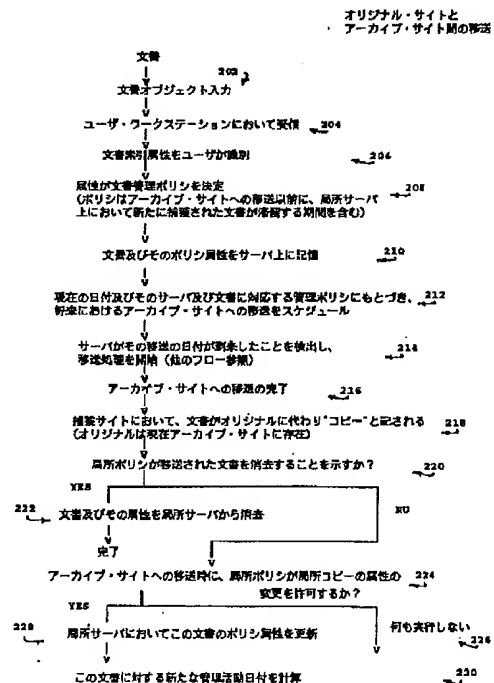 オリジナル・サイトと
アーカイブ・サイト間の移送
文書
202
文書オブジェクト入力
ユーザ・ワークステーションにおいて受信 204
文書索引属性をユーザが識別 206
属性が文書管理ポリシを決定 208
(ポリシはアーカイブ・サイトへの移送以前に、局所サーバ
上において新たに捕獲された文書が滞留する期間を含む)
文書及びそのポリシ属性をサーバ上に記憶 210
現在の日付及びそのサーバ及び文書に対応する管理ポリシにもとづき、 212
将来におけるアーカイブ・サイトへの移送をスケジュール
サーバがその移送の日付が到来したことを検出し、 214
移送処理を開始(他のフロー参照)
アーカイブ・サイトへの移送の完了 216
捕獲サイトにおいて、文書がオリジナルに代わり"コピー"と記される 218
(オリジナルは現在アーカイブ・サイトに存在)
局所ポリシが移送された文書を消去することを示すか? 220
YES NO
222 文書及びその属性を局所サーバから消去
完了
アーカイブ・サイトへの移送時に、局所ポリシが局所コピーの属性の 224
変更を許可するか?
YES
228 局所サーバにおいてこの文書のポリシ属性を更新 何も実行しない 226
この文書に対する新たな管理活動日付を計算 230